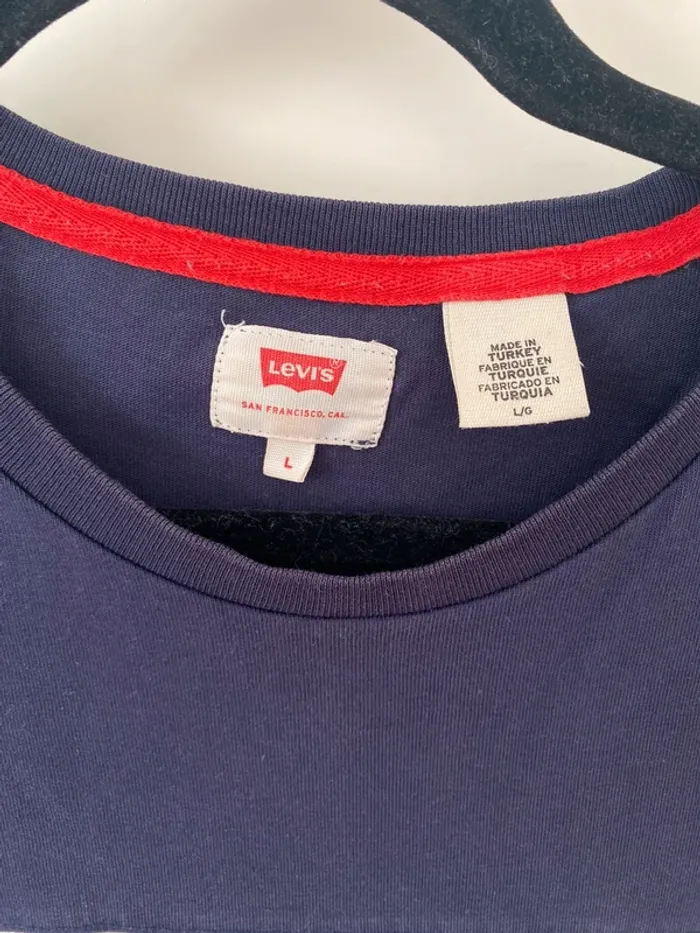 LEVI'S®
SAN FRANCISCO, CAL.
L
MADE IN
TURKEY
FABRIQUE EN
TURQUIE
FABRICADO EN
TURQUIA
L/G